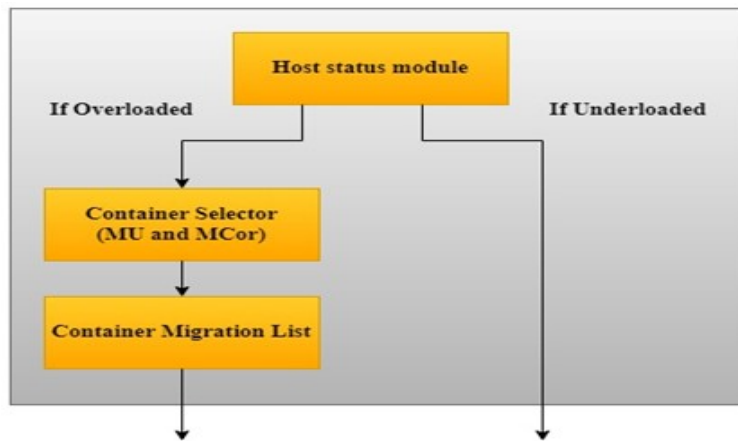 Host status module
If Overloaded
If Underloaded
Container Selector
(MU and MCor)
Container Migration List